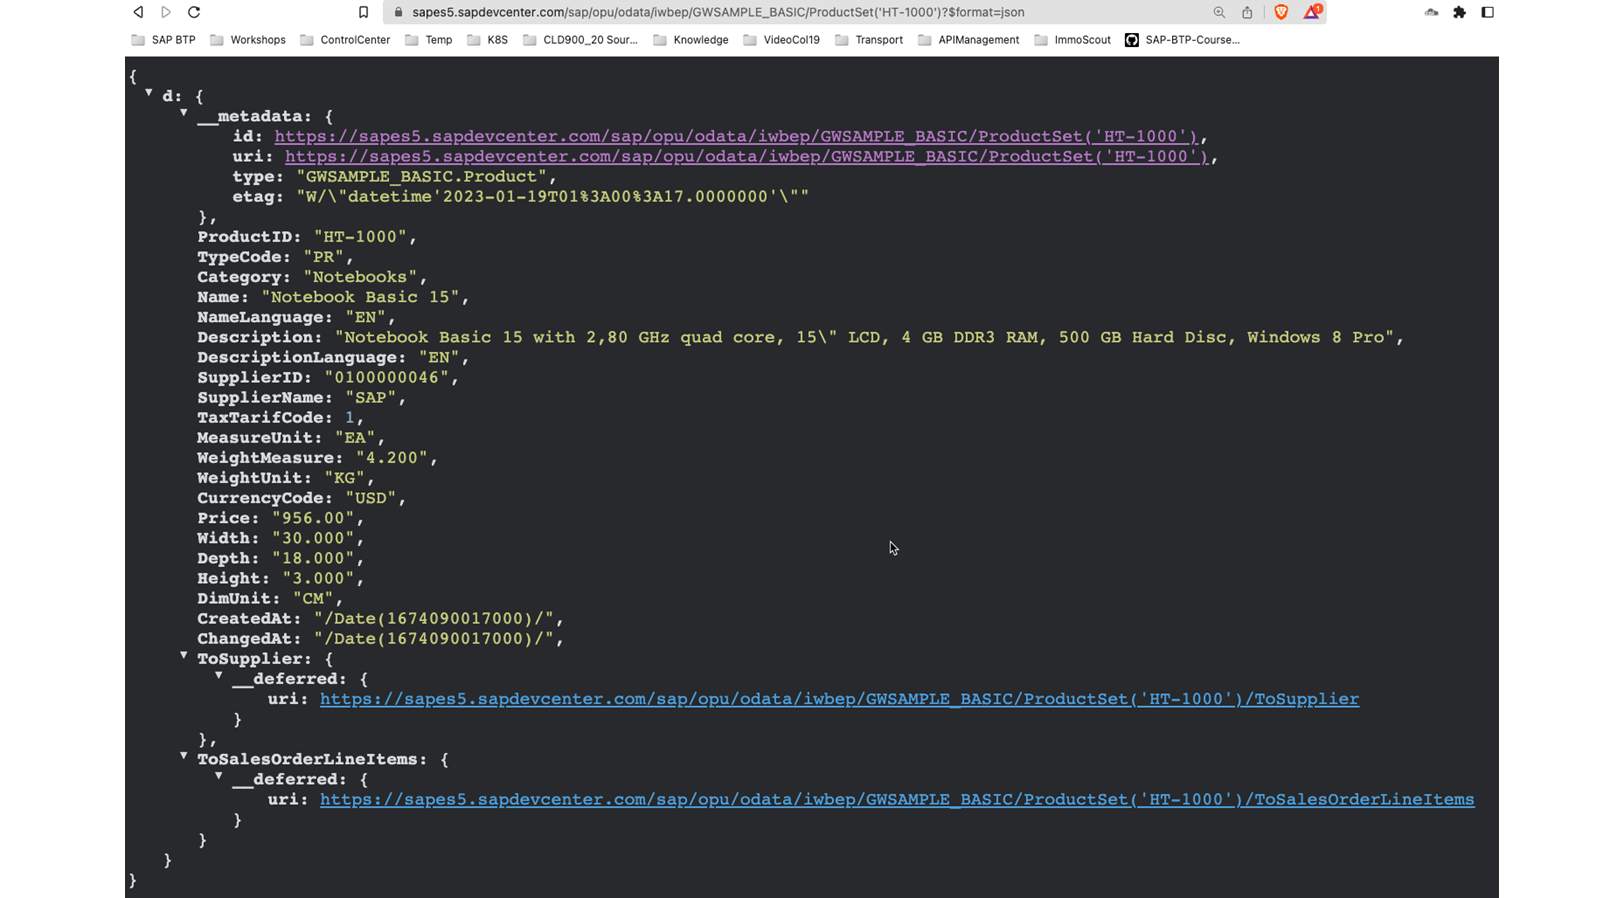 sapes5.sapdevcenter.com/sap/opu/odata/iwbep/GWSAMPLE_BASIC/ProductSet('HT-1000')?$format=json
1
SAP BTP Workshops ControlCenter Temp K8S CLD900_20 Sour... Knowledge VideoCol19 Transport APIManagement ImmoScout SAP-BTP-Course...
{
d: {
__metadata: {
id: https://sapes5.sapdevcenter.com/sap/opu/odata/iwbep/GWSAMPLE_BASIC/ProductSet('HT-1000'),
uri: https://sapes5.sapdevcenter.com/sap/opu/odata/iwbep/GWSAMPLE_BASIC/ProductSet('HT-1000'),
type: "GWSAMPLE_BASIC.Product",
etag: "W/\"datetime'2023-01-19T01%3A00%3A17.0000000'\""
},
ProductID: "HT-1000",
TypeCode: "PR",
Category: "Notebooks",
Name: "Notebook Basic 15",
NameLanguage: "EN",
Description: "Notebook Basic 15 with 2,80 GHz quad core, 15\" LCD, 4 GB DDR3 RAM, 500 GB Hard Disc, Windows 8 Pro",
DescriptionLanguage: "EN",
SupplierID: "0100000046",
SupplierName: "SAP",
TaxTarifCode: 1,
MeasureUnit: "EA",
WeightMeasure: "4.200",
WeightUnit: "KG",
CurrencyCode: "USD",
Price: "956.00",
Width: "30.000",
Depth: "18.000",
Height: "3.000",
DimUnit: "CM",
CreatedAt: "/Date(1674090017000)/",
ChangedAt: "/Date(1674090017000)/",
ToSupplier: {
__deferred: {
uri: https://sapes5.sapdevcenter.com/sap/opu/odata/iwbep/GWSAMPLE_BASIC/ProductSet('HT-1000')/ToSupplier
}
},
ToSalesOrderLineItems: {
__deferred: {
uri: https://sapes5.sapdevcenter.com/sap/opu/odata/iwbep/GWSAMPLE_BASIC/ProductSet('HT-1000')/ToSalesOrderLineItems
}
}
}
}